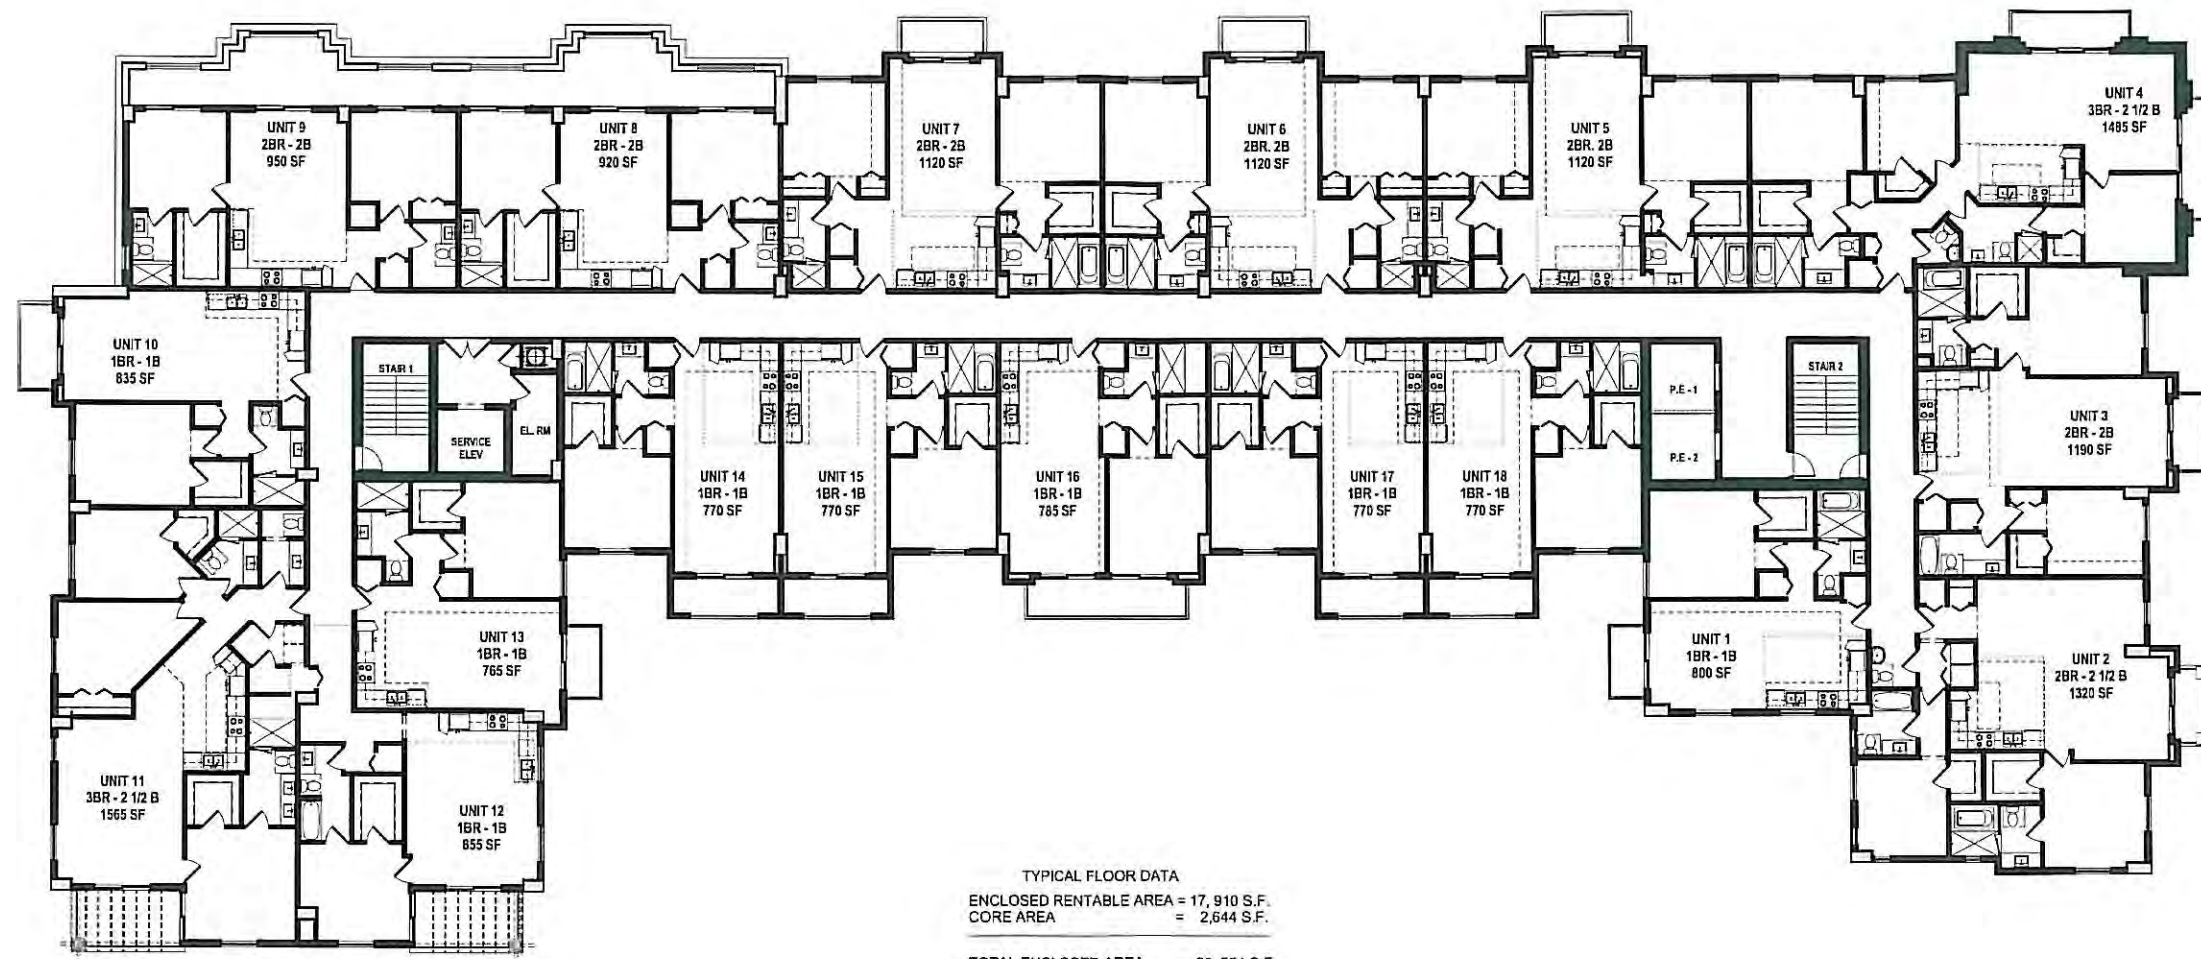 UNIT 9
2BR - 2B
950 SF
UNIT 8
2BR - 2B
920 SF
UNIT 7
2BR - 2B
1120 SF
UNIT 6
2BR. 2B
1120 SF
UNIT 5
2BR. 2B
1120 SF
UNIT 4
3BR - 2 1/2 B
1485 SF
UNIT 10
1BR - 1B
835 SF
STAIR 1
SERVICE
ELEV
EL. RM
UNIT 14
1BR - 1B
770 SF
UNIT 15
1BR - 1B
770 SF
UNIT 16
1BR - 1B
785 SF
UNIT 17
1BR - 1B
770 SF
UNIT 18
1BR - 1B
770 SF
P.E - 1
P.E - 2
STAIR 2
UNIT 3
2BR - 2B
1190 SF
UNIT 13
1BR - 1B
765 SF
UNIT 1
1BR - 1B
800 SF
UNIT 2
2BR - 2 1/2 B
1320 SF
UNIT 11
3BR - 2 1/2 B
1565 SF
UNIT 12
1BR - 1B
855 SF
TYPICAL FLOOR DATA
ENCLOSED RENTABLE AREA = 17, 910 S.F.
CORE AREA = 2,644 S.F.